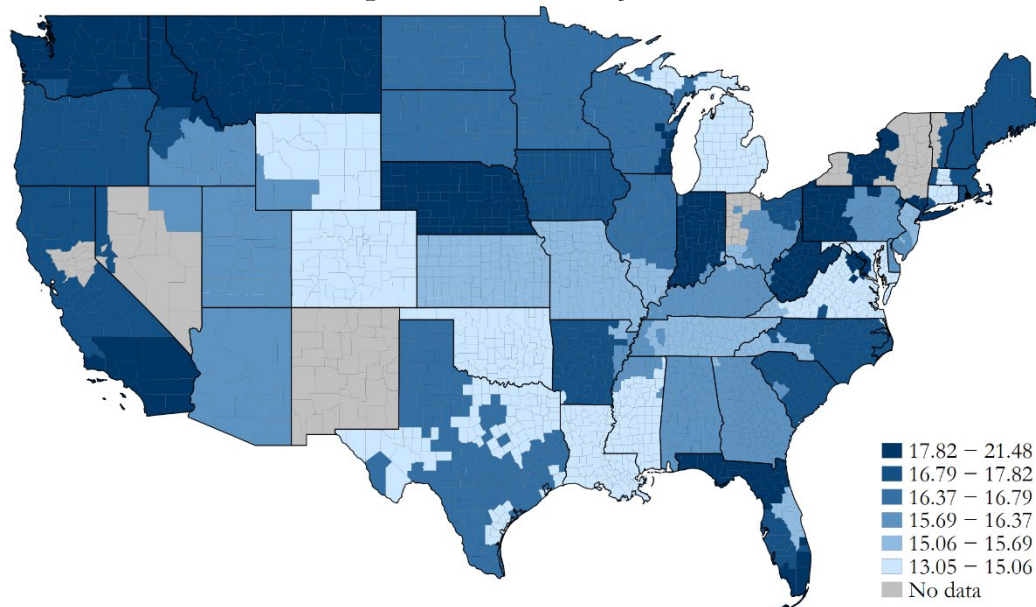 17.82 – 21.48
16.79 – 17.82
16.37 – 16.79
15.69 – 16.37
15.06 – 15.69
13.05 – 15.06
No data